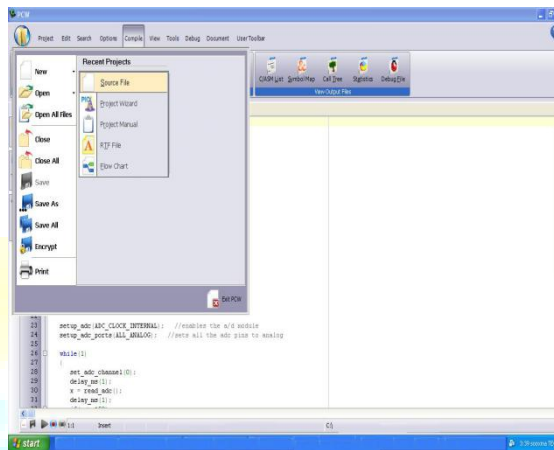 PCW
Project Edit Search Options Compile View Tools Debug Document User Toolbar
New
Open
Open All Files
Close
Close All
Save
Save As
Save All
Encrypt
Print
Recent Projects
Source File
Project Wizard
Project Manual
RTF File
Flow Chart
Exit PCW
C/ASM List Symbol Map Call Tree Statistics Debug File
View Output Files
23 setup_adc(ADC_CLOCK_INTERNAL); //enables the a/d module
24 setup_adc_ports(ALL_ANALOG); //sets all the adc pins to analog
25
26 while(1)
27 {
28 set_adc_channel(0);
29 delay_ms(1);
30 x = read_adc();
31 delay_ms(1);
1:1 Insert
start